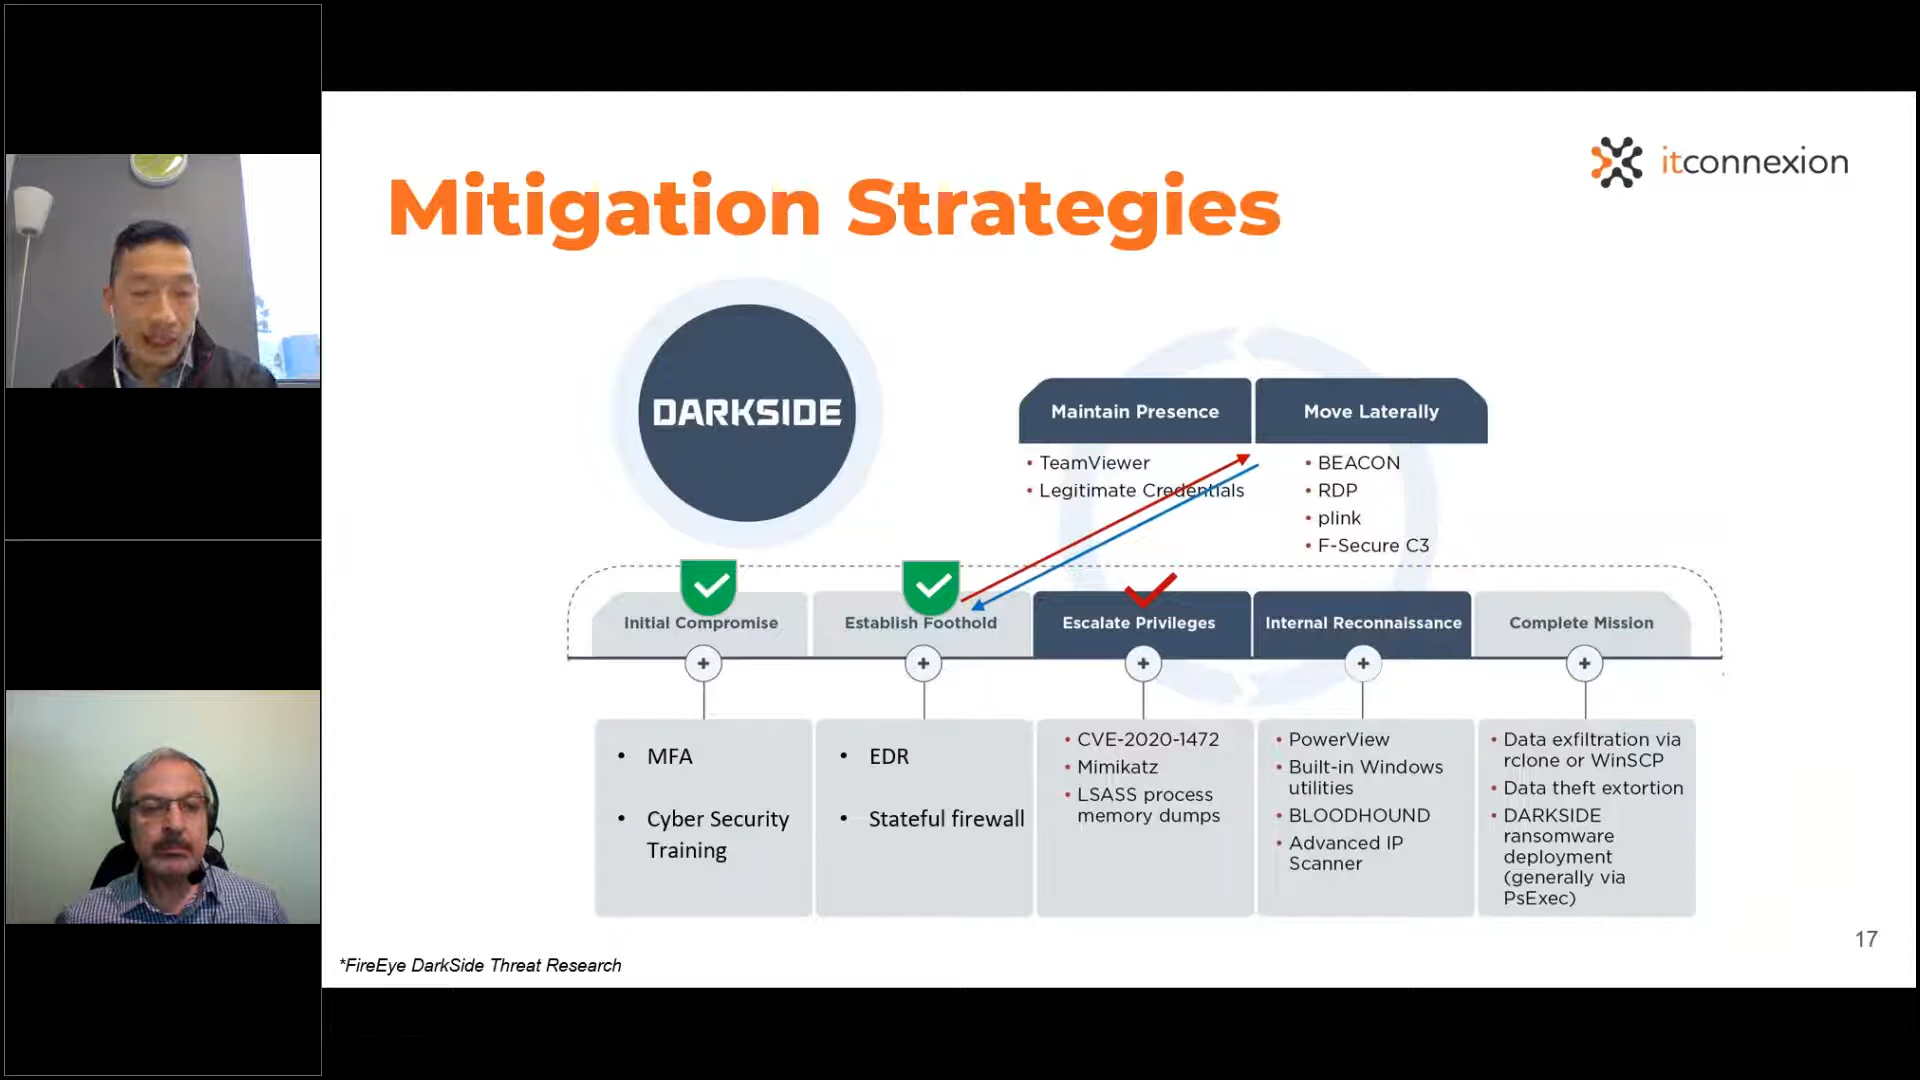 itconnexion
Mitigation Strategies
DARKSIDE
Maintain Presence
Move Laterally
• TeamViewer
• Legitimate Credentials
• BEACON
• RDP
• plink
• F-Secure C3
Initial Compromise
Establish Foothold
Escalate Privileges
Internal Reconnaissance
Complete Mission
• MFA
• Cyber Security
Training
• EDR
• Stateful firewall
• CVE-2020-1472
• Mimikatz
• LSASS process
memory dumps
• PowerView
• Built-in Windows
utilities
• BLOODHOUND
• Advanced IP
Scanner
• Data exfiltration via
rclone or WinSCP
• Data theft extortion
• DARKSIDE
ransomware
deployment
(generally via
PsExec)
17
*FireEye DarkSide Threat Research